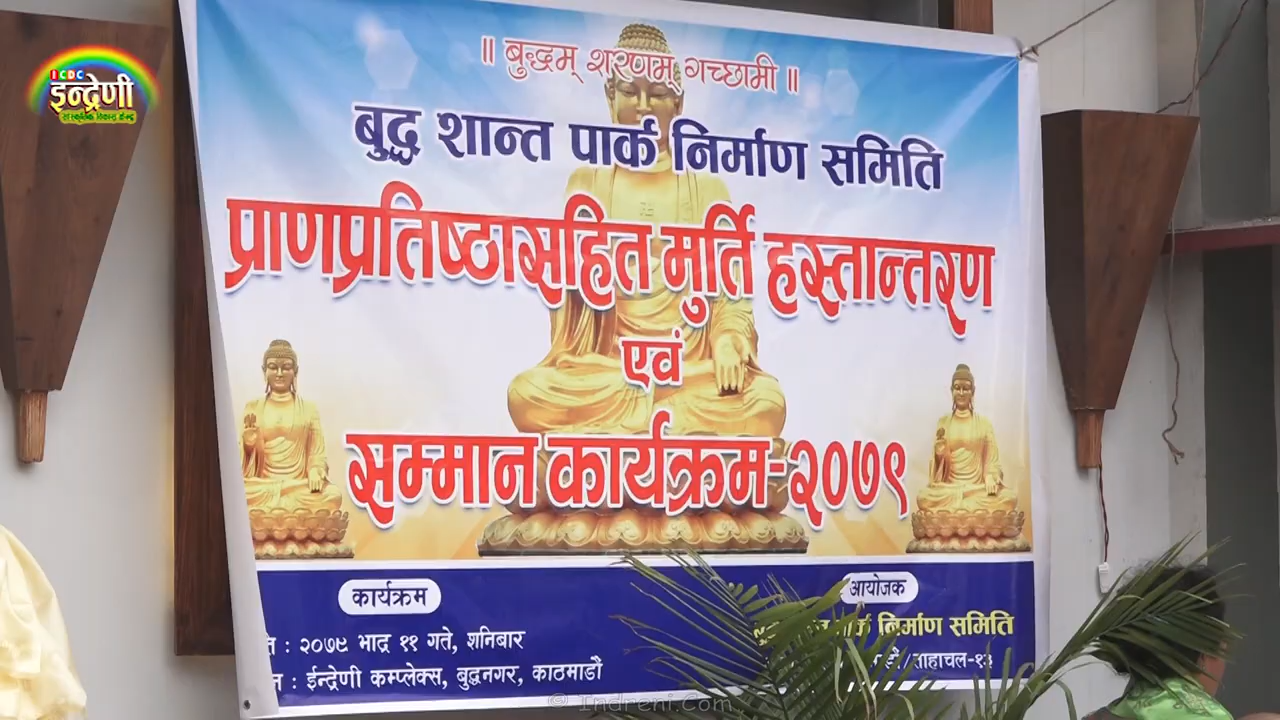 ICDC
इन्द्रेणी
॥ बुद्धम् शरणम् गच्छामी ॥
बुद्ध शान्त पार्क निर्माण समिति
प्राणप्रतिष्ठासहित मुर्ति हस्तान्तरण
एवं
सम्मान कार्यक्रम-२०७९
कार्यक्रम
: २०७९ भाद्र ११ गते, शनिबार
: ईन्द्रेणी कम्प्लेक्स, बुद्धनगर, काठमाडौ
आयोजक
पार्क निर्माण समिति
© Indreni.Com